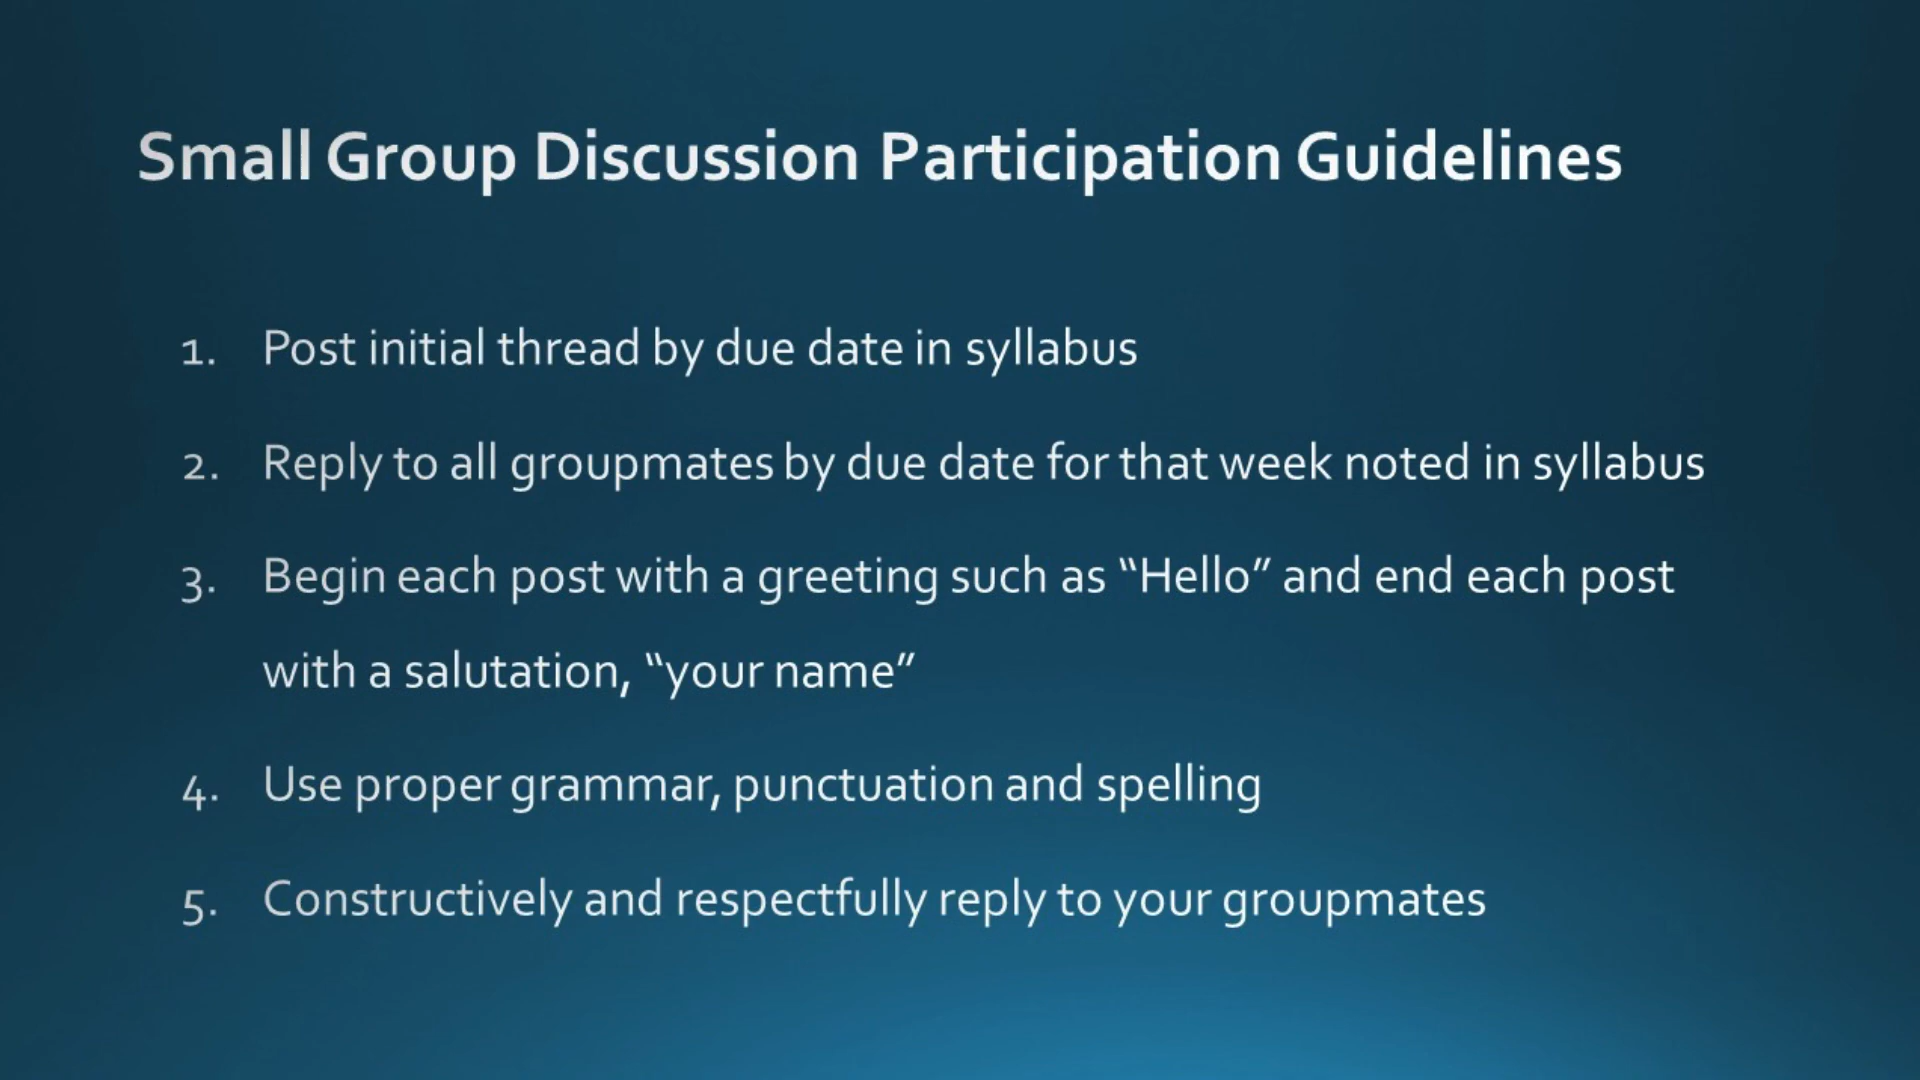 Small Group Discussion Participation Guidelines
1. Post initial thread by due date in syllabus
2. Reply to all groupmates by due date for that week noted in syllabus
3. Begin each post with a greeting such as “Hello” and end each post
with a salutation, “your name”
4. Use proper grammar, punctuation and spelling
5. Constructively and respectfully reply to your groupmates